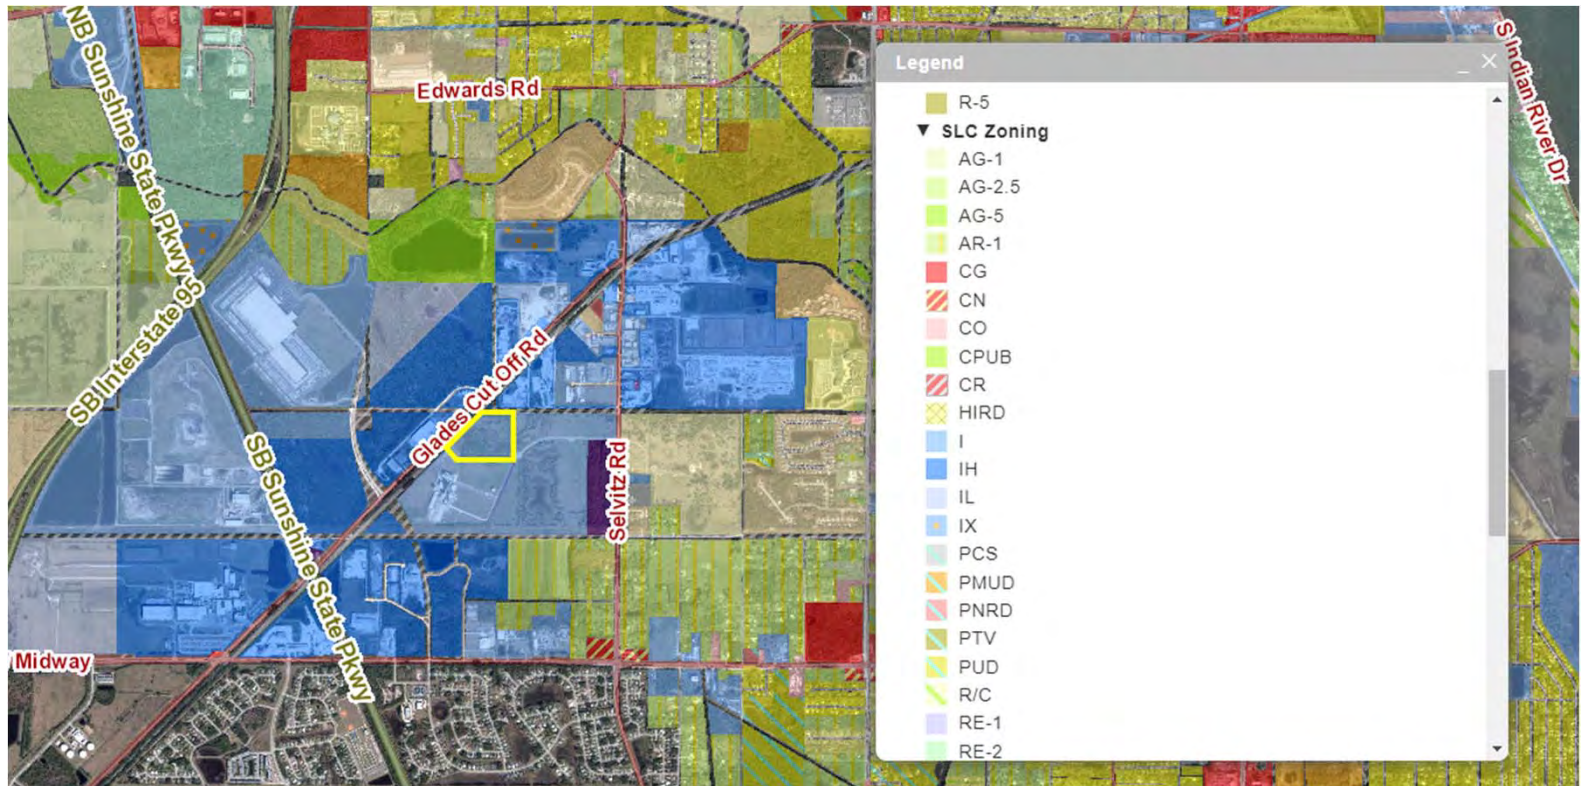 NB Sunshine State Pkwy
Edwards Rd
S Indian River Dr
SB Interstate 95
Glades Cut Off Rd
SB Sunshine State Pkwy
Selvitz Rd
Midway
Legend
R-5
▼ SLC Zoning
AG-1
AG-2.5
AG-5
AR-1
CG
CN
CO
CPUB
CR
HIRD
I
IH
IL
IX
PCS
PMUD
PNRD
PTV
PUD
R/C
RE-1
RE-2